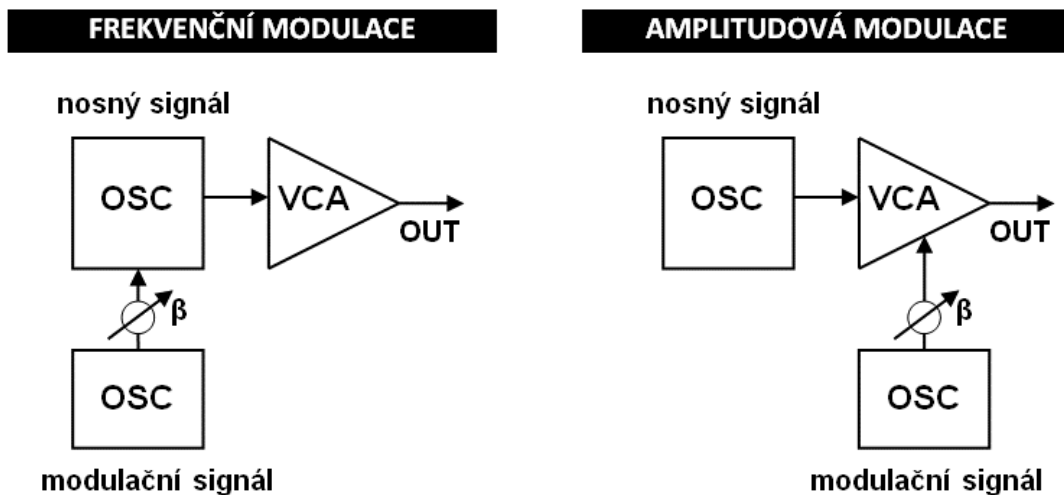 FREKVENČNÍ MODULACE
nosný signál
OSC
VCA
OUT
β
OSC
modulační signál
AMPLITUDOVÁ MODULACE
nosný signál
OSC
VCA
OUT
β
OSC
modulační signál